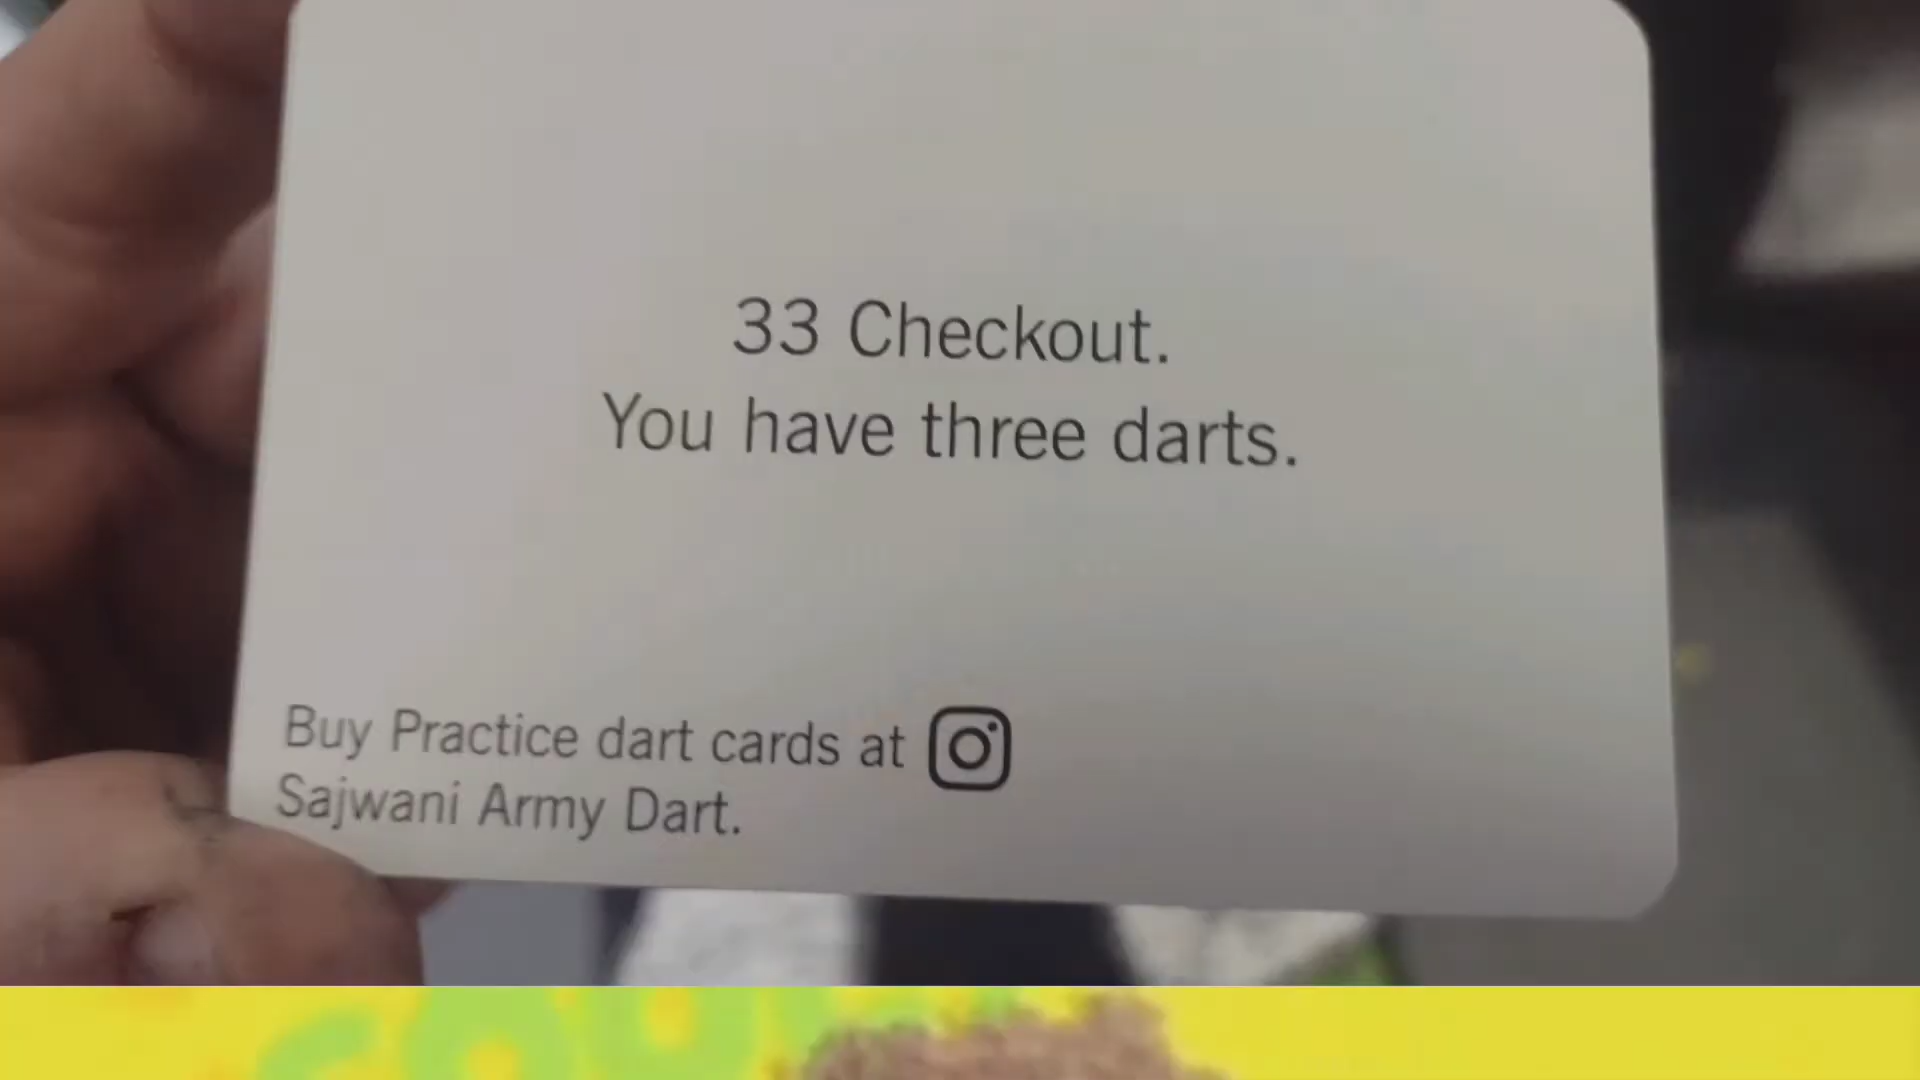 33 Checkout.
You have three darts.
Buy Practice dart cards at
Sajwani Army Dart.